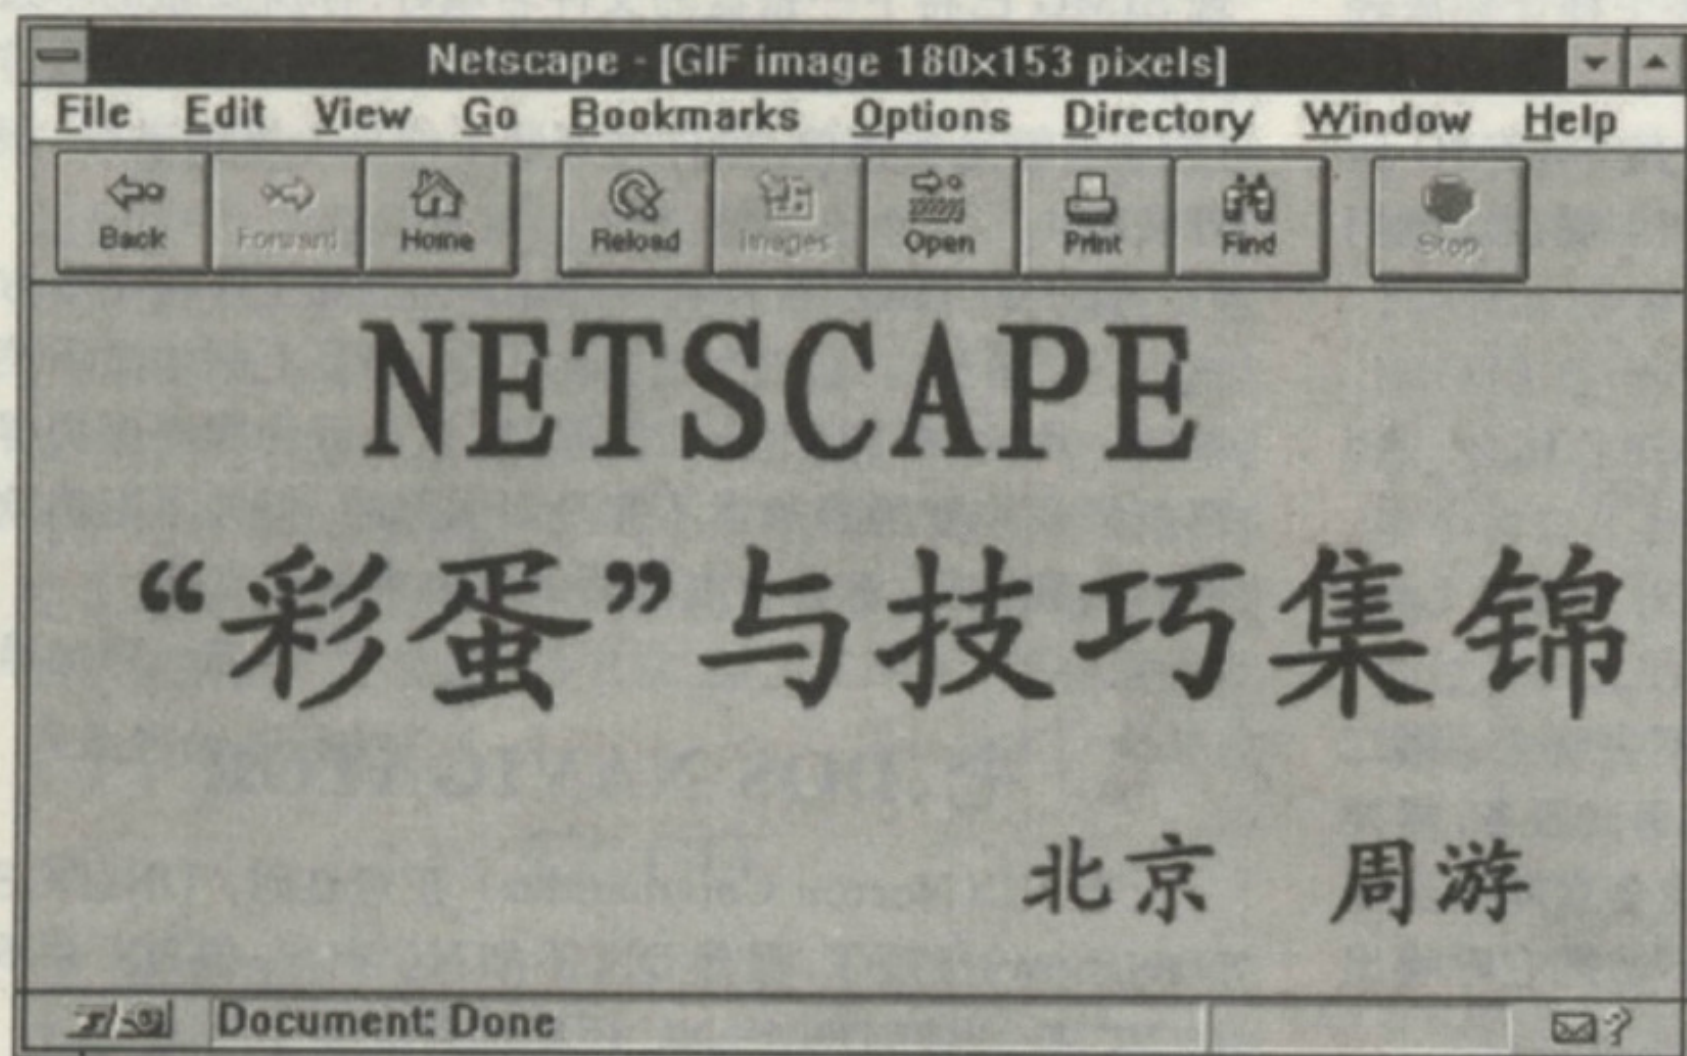 Netscape - [GIF image 180x153 pixels]
File Edit View Go Bookmarks Options Directory Window Help
Back Forward Home Reload Images Open Print Find Stop
NETSCAPE
“彩蛋”与技巧集锦
北京 周游
Document: Done